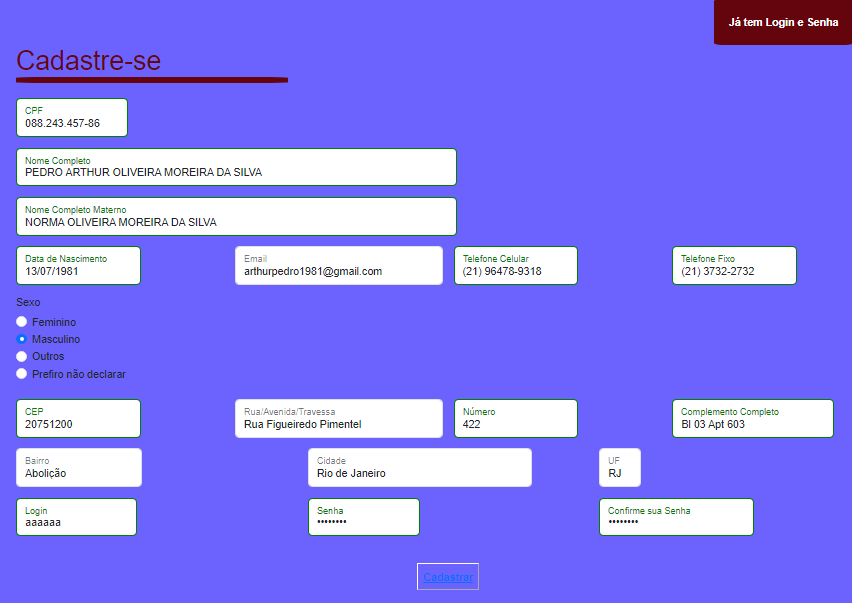 Já tem Login e Senha
Cadastre-se
CPF
088.243.457-86
Nome Completo
PEDRO ARTHUR OLIVEIRA MOREIRA DA SILVA
Nome Completo Materno
NORMA OLIVEIRA MOREIRA DA SILVA
Data de Nascimento
13/07/1981
Email
arthurpedro1981@gmail.com
Telefone Celular
(21) 96478-9318
Telefone Fixo
(21) 3732-2732
Sexo
Feminino
Masculino
Outros
Prefiro não declarar
CEP
20751200
Rua/Avenida/Travessa
Rua Figueiredo Pimentel
Número
422
Complemento Completo
Bl 03 Apt 603
Bairro
Abolição
Cidade
Rio de Janeiro
UF
RJ
Login
aaaaaa
Senha
••••••••
Confirme sua Senha
••••••••
Cadastrar